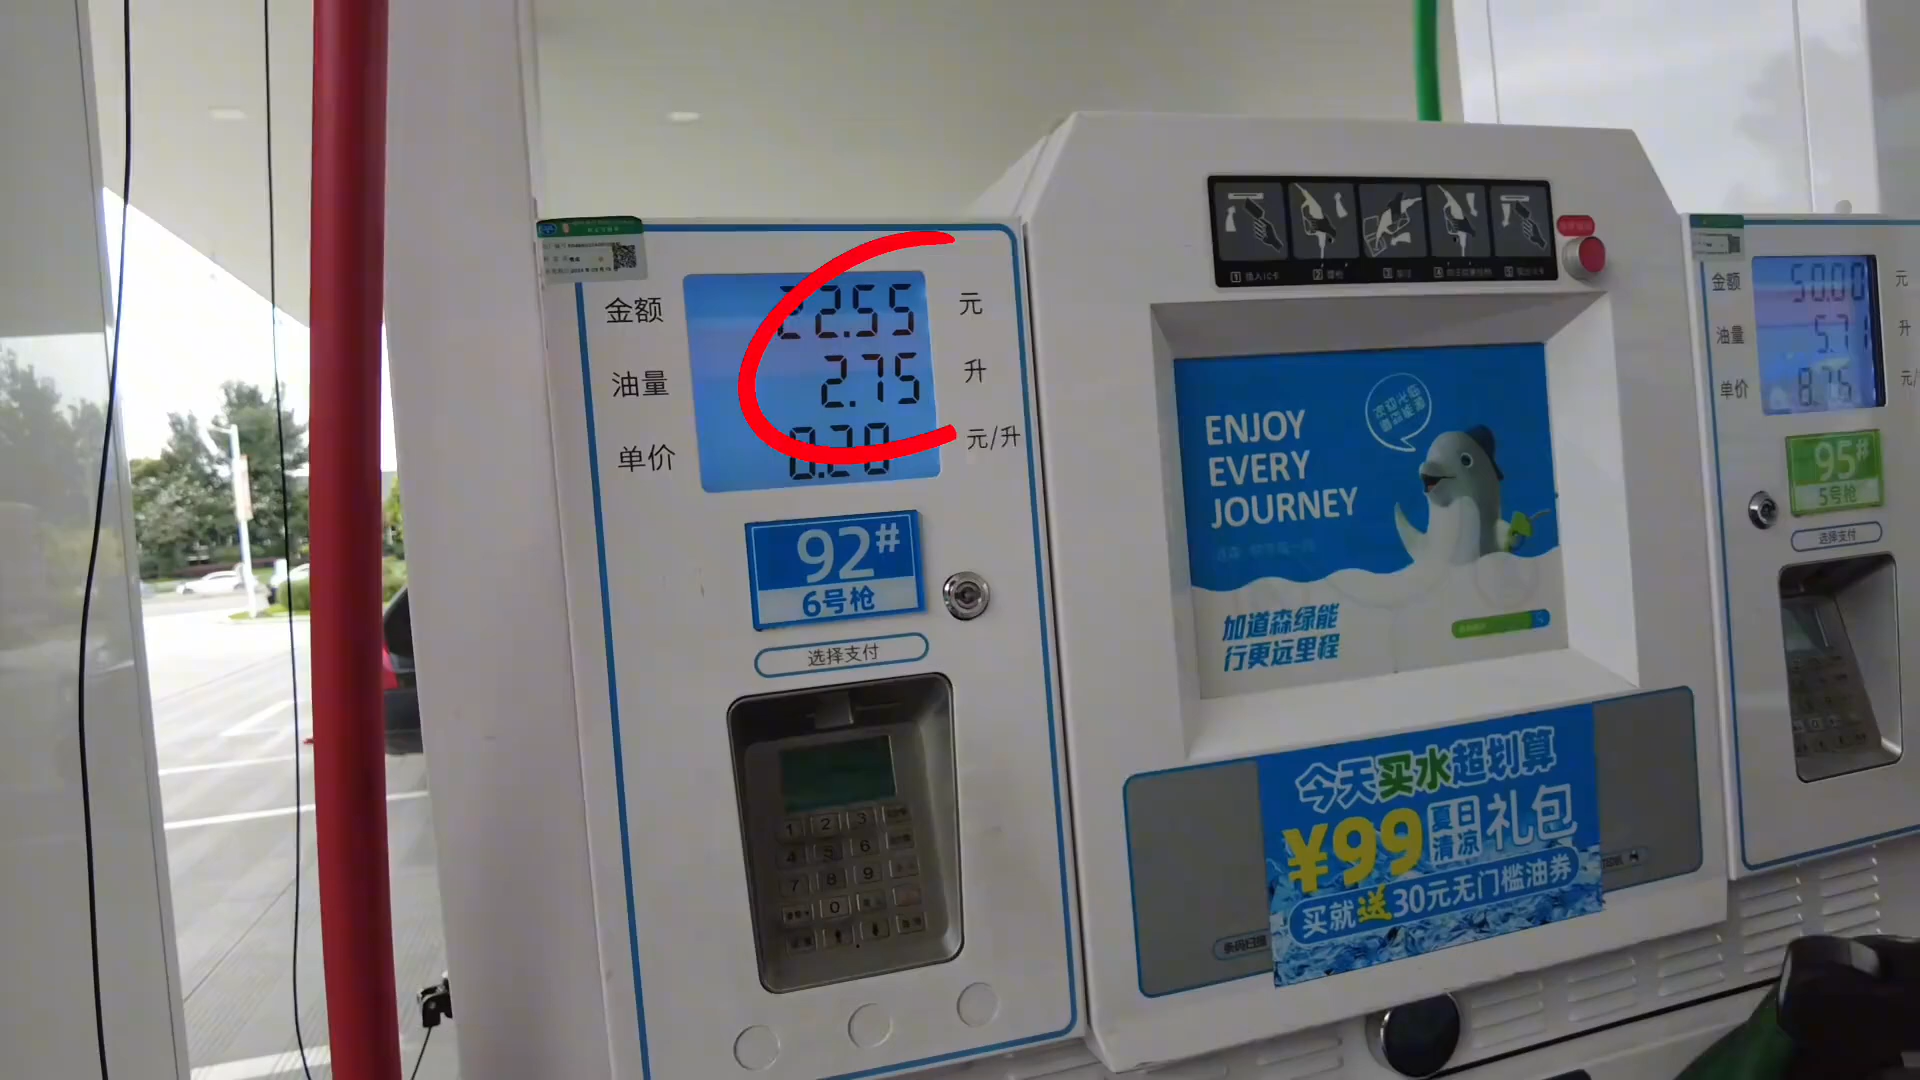 金额 22.55 元
油量 2.75 升
单价 元/升
92#
6号枪
选择支付
1 2 3
4 5 6
7 8 9
0
ENJOY
EVERY
JOURNEY
加道森绿能
行更远里程
今天买水超划算
¥99 夏日清凉 礼包
买就送30元无门槛油券
金额 50.00 元
油量 5.71 升
单价 8.76 元/
95#
5号枪
选择支付